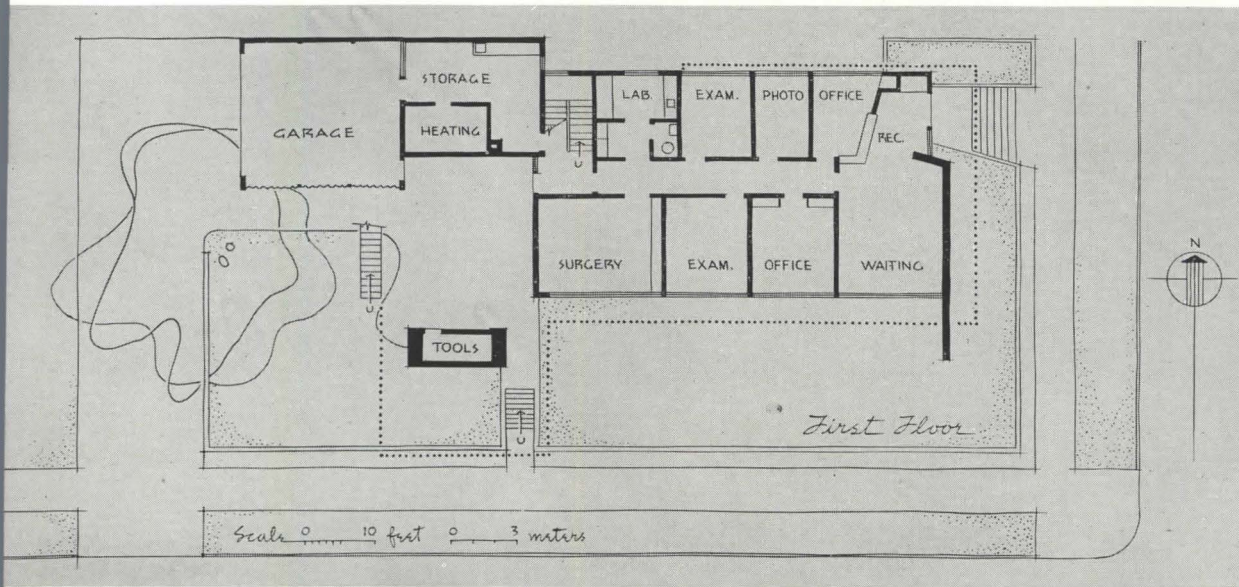 STORAGE
LAB.
EXAM.
PHOTO
OFFICE
GARAGE
HEATING
REC.
U
SURGERY
EXAM.
OFFICE
WAITING
N
U
TOOLS
U
First Floor
Scale 0 10 feet 0 3 meters